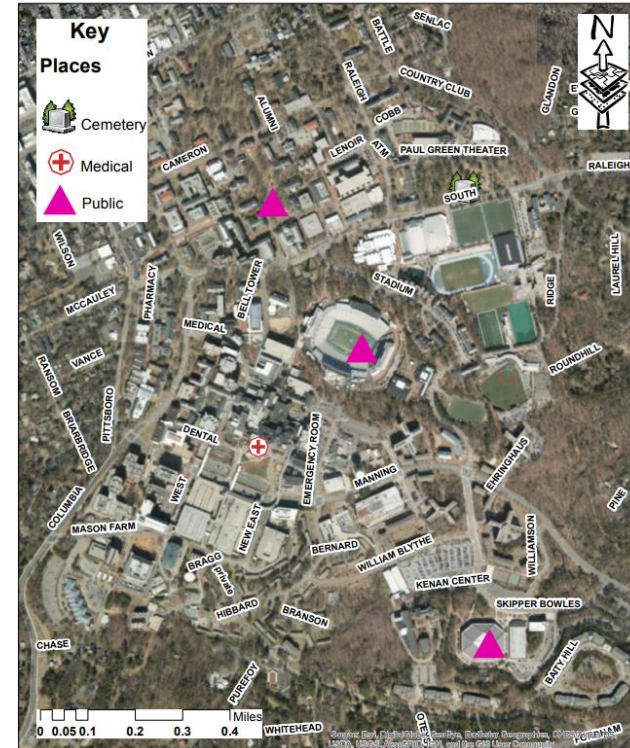 Key
Places
Cemetery
Medical
Public
N
SENLAC
BATTLE
COUNTRY CLUB
RALEIGH
GLANDON
ALUMNI
COBB
LENOIR
ATM
PAUL GREEN THEATER
CAMERON
RALEIGH
SOUTH
WILSON
BELL TOWER
STADIUM
RIDGE
LAUREL HILL
MCCAULEY
PHARMACY
MEDICAL
VANCE
ROUNDHILL
RANSOM
PITTSBORO
BRIARBRIDGE
DENTAL
EMERGENCY ROOM
EHRINGHAUS
COLUMBIA
WEST
MANNING
PINE
MASON FARM
NEW EAST
WILLIAMSON
BRAGG
BERNARD
WILLIAM BLYTHE
private
KENAN CENTER
HIBBARD
BRANSON
SKIPPER BOWLES
CHASE
BAITY HILL
PUREFOY
Miles
0 0.05 0.1 0.2 0.3 0.4
WHITEHEAD
OTEYS